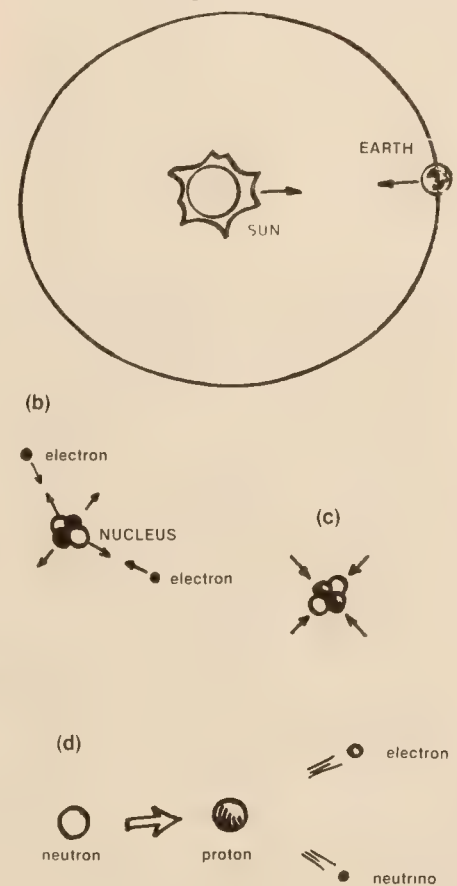 EARTH
SUN
(b)
electron
(c)
NUCLEUS
electron
(d)
electron
neutron
proton
neutrino